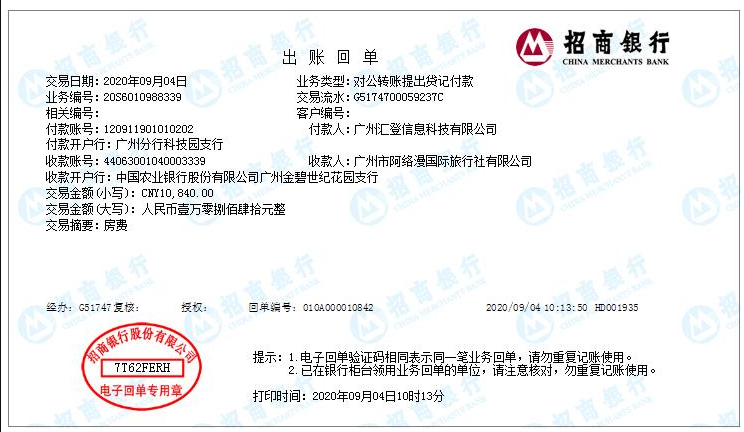 招商银行
CHINA MERCHANTS BANK
出 账 回 单
交易日期：2020年09月04日 业务类型：对公转账提出贷记付款
业务编号：20S6010988339 交易流水：G5174700059237C
相关编号： 客户编号：
付款账号：120911901010202 付款人：广州汇登信息科技有限公司
付款开户行：广州分行科技园支行
收款账号：44063001040003339 收款人：广州市阿络漫国际旅行社有限公司
收款开户行：中国农业银行股份有限公司广州金碧世纪花园支行
交易金额(小写)：CNY10,840.00
交易金额(大写)：人民币壹万零捌佰肆拾元整
交易摘要：房费
经办：G51747 复核： 授权： 回单编号：010A000010842 2020/09/04 10:13:50 HD001935
招商银行股份有限公司
7T62FERH
电子回单专用章
提示：1.电子回单验证码相同表示同一笔业务回单，请勿重复记账使用。
2.已在银行柜台领用业务回单的单位，请注意核对，勿重复记账使用。
打印时间：2020年09月04日10时13分